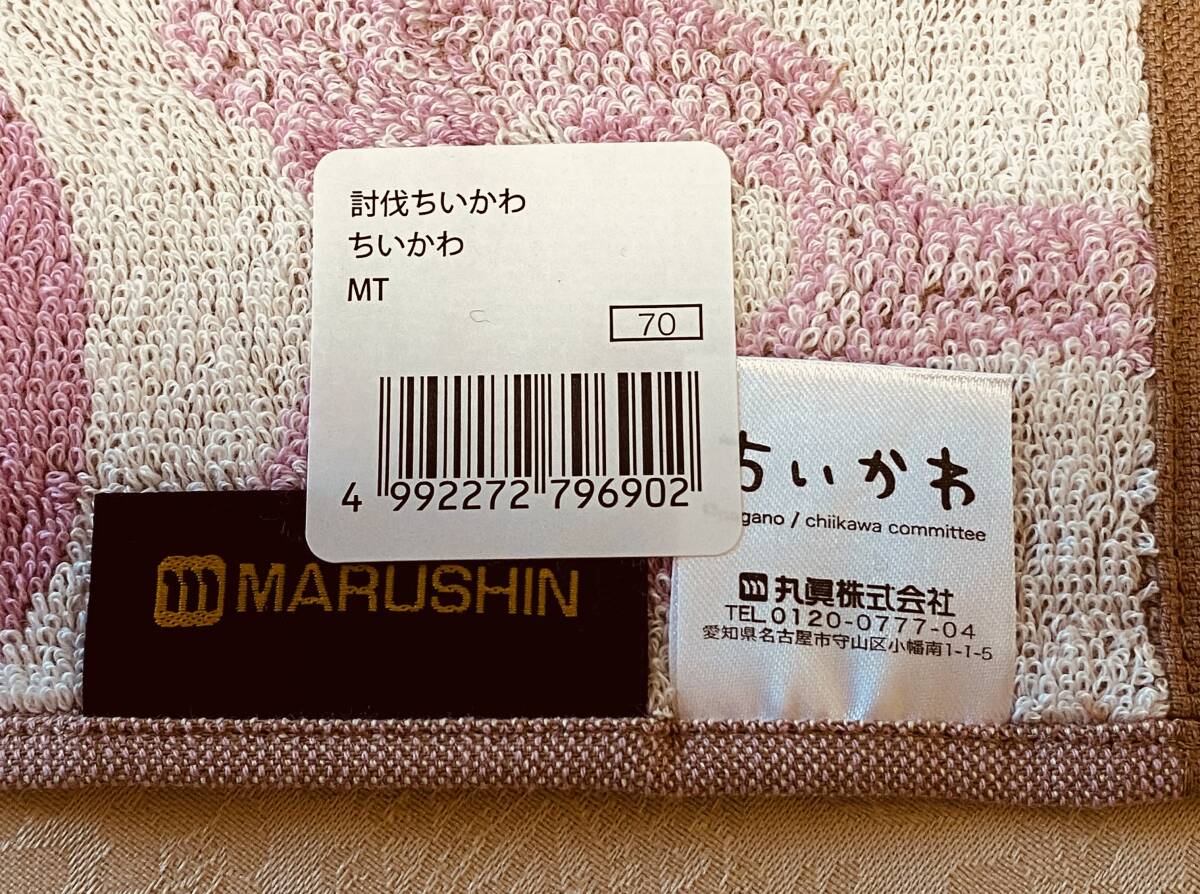 討伐ちいかわ
ちいかわ
MT
70
4 992272 796902
MARUSHIN
ちいかわ
gano / chiikawa committee
丸眞株式会社
TEL.0120-0777-04
愛知県名古屋市守山区小幡南1-1-5